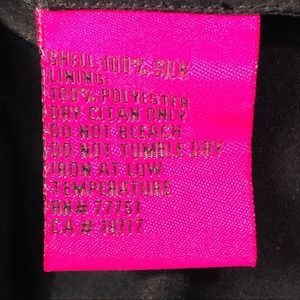 SHELL: 100% SILK
LINING:
100% POLYESTER
DRY CLEAN ONLY
DO NOT BLEACH
DO NOT TUMBLE DRY
IRON AT LOW
TEMPERATURE
RN# 77751
CA# 19177